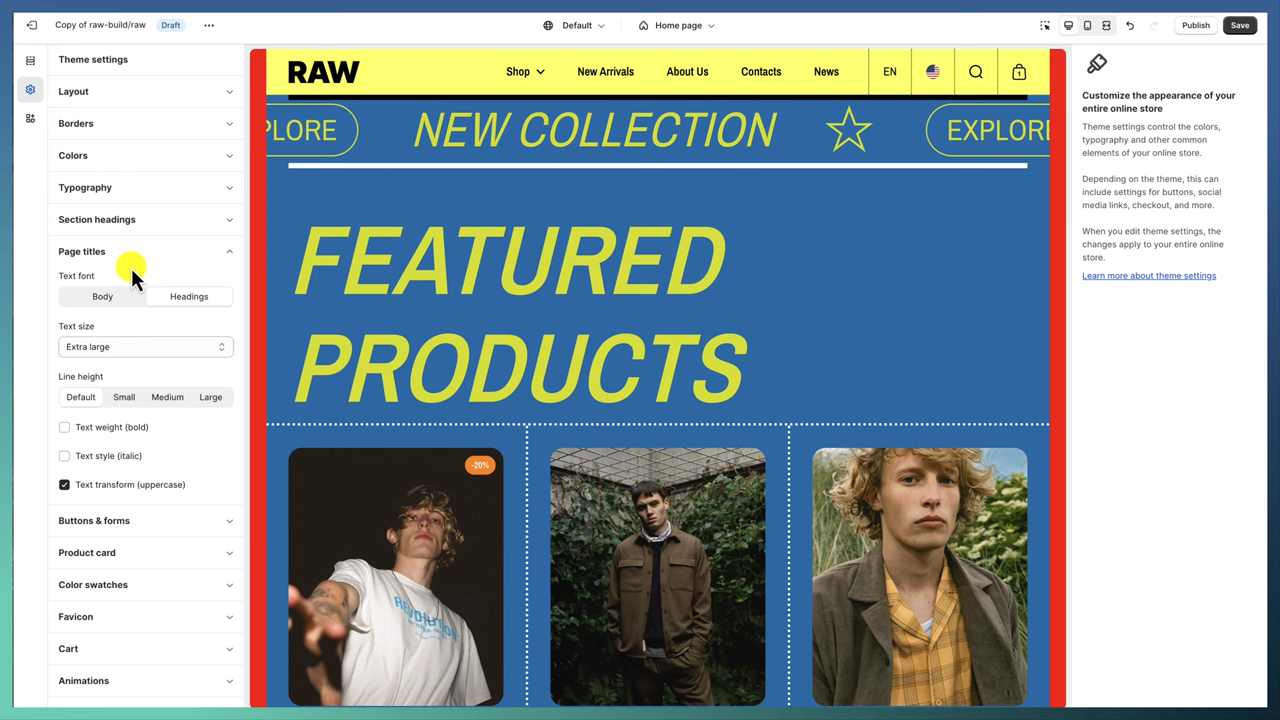 Copy of raw-build/raw Draft Default Home page Publish Save
Theme settings
Layout
Borders
Colors
Typography
Section headings
Page titles
Text font
Body Headings
Text size
Extra large
Line height
Default Small Medium Large
Text weight (bold)
Text style (italic)
Text transform (uppercase)
Buttons & forms
Product card
Color swatches
Favicon
Cart
Animations
RAW Shop New Arrivals About Us Contacts News EN 1
PLORE NEW COLLECTION EXPLORE
FEATURED
PRODUCTS
-20%
Customize the appearance of your
entire online store
Theme settings control the colors,
typography and other common
elements of your online store.
Depending on the theme, this can
include settings for buttons, social
media links, checkout, and more.
When you edit theme settings, the
changes apply to your entire online
store.
Learn more about theme settings